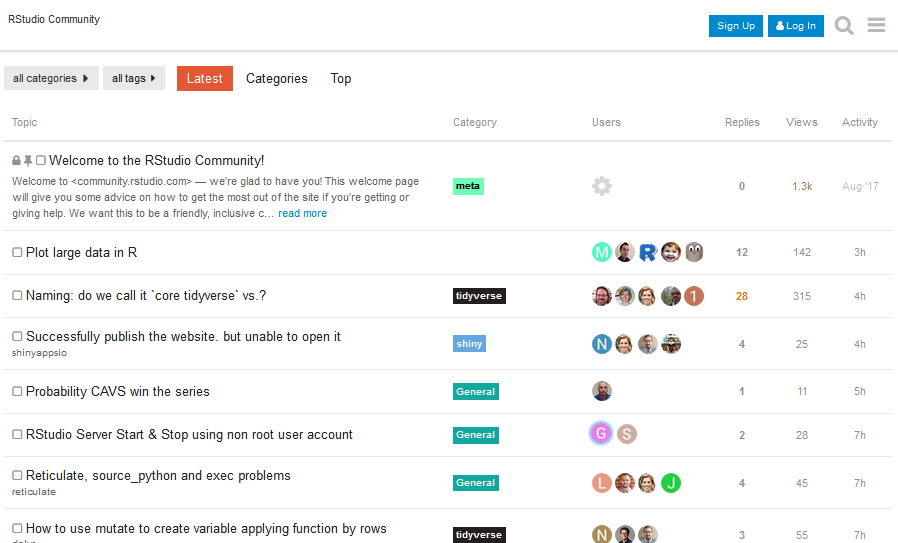 RStudio Community
Sign Up
Log In
all categories
all tags
Latest
Categories
Top
Topic Category Users Replies Views Activity
Welcome to the RStudio Community!
Welcome to <community.rstudio.com> — we're glad to have you! This welcome page
will give you some advice on how to get the most out of the site if you're getting or
giving help. We want this to be a friendly, inclusive c… read more
meta
0 1.3k Aug '17
Plot large data in R M R 12 142 3h
Naming: do we call it `core tidyverse` vs.? tidyverse 1 28 315 4h
Successfully publish the website. but unable to open it
shinyappsio
shiny N 4 25 4h
Probability CAVS win the series General 1 11 5h
RStudio Server Start & Stop using non root user account General G S 2 28 7h
Reticulate, source_python and exec problems
reticulate
General L J 4 45 7h
How to use mutate to create variable applying function by rows
tidyverse N 3 55 7h